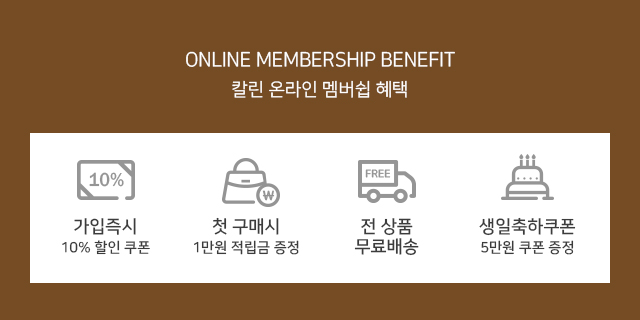 ONLINE MEMBERSHIP BENEFIT
칼린 온라인 멤버쉽 혜택
10%
₩
FREE
가입즉시
10% 할인 쿠폰
첫 구매시
1만원 적립금 증정
전 상품
무료배송
생일축하쿠폰
5만원 쿠폰 증정